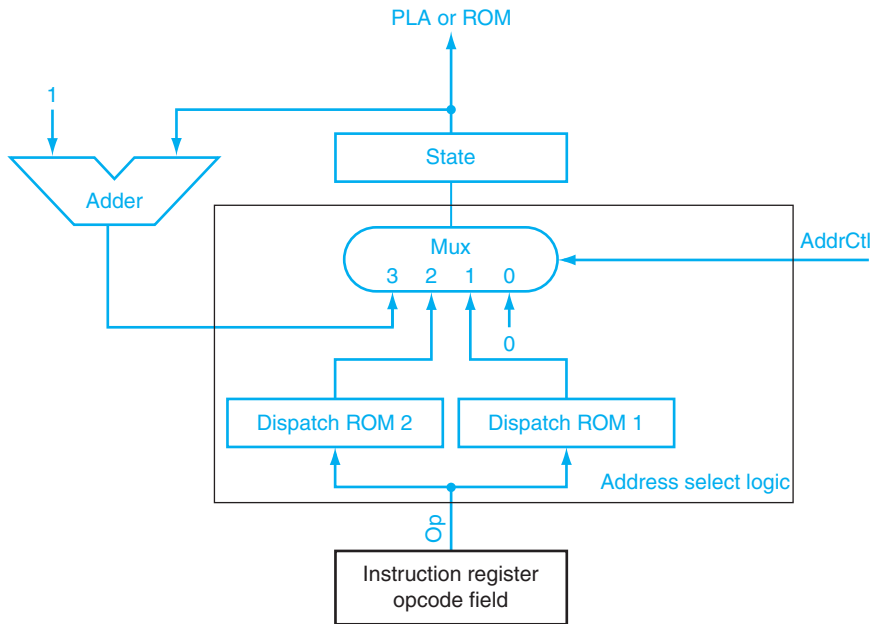 PLA or ROM
1
State
Adder
Mux
AddrCtl
3 2 1 0
0
Dispatch ROM 2
Dispatch ROM 1
Address select logic
Op
Instruction register
opcode field